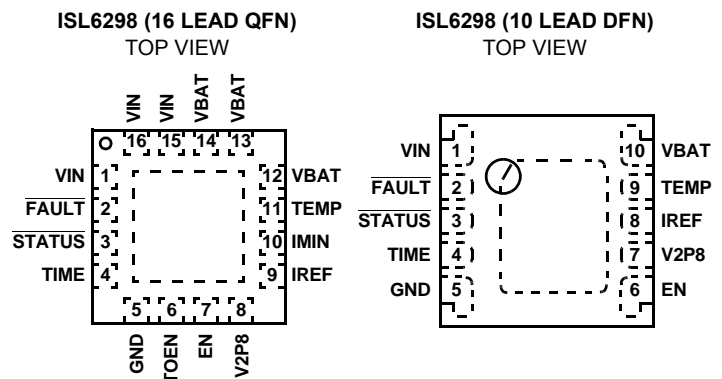 ISL6298 (16 LEAD QFN)
TOP VIEW
VIN
VIN
VBAT
VBAT
16 15 14 13
VIN 1
FAULT 2
STATUS 3
TIME 4
12 VBAT
11 TEMP
10 IMIN
9 IREF
5 6 7 8
GND
TOEN
EN
V2P8
ISL6298 (10 LEAD DFN)
TOP VIEW
VIN 1
FAULT 2
STATUS 3
TIME 4
GND 5
10 VBAT
9 TEMP
8 IREF
7 V2P8
6 EN